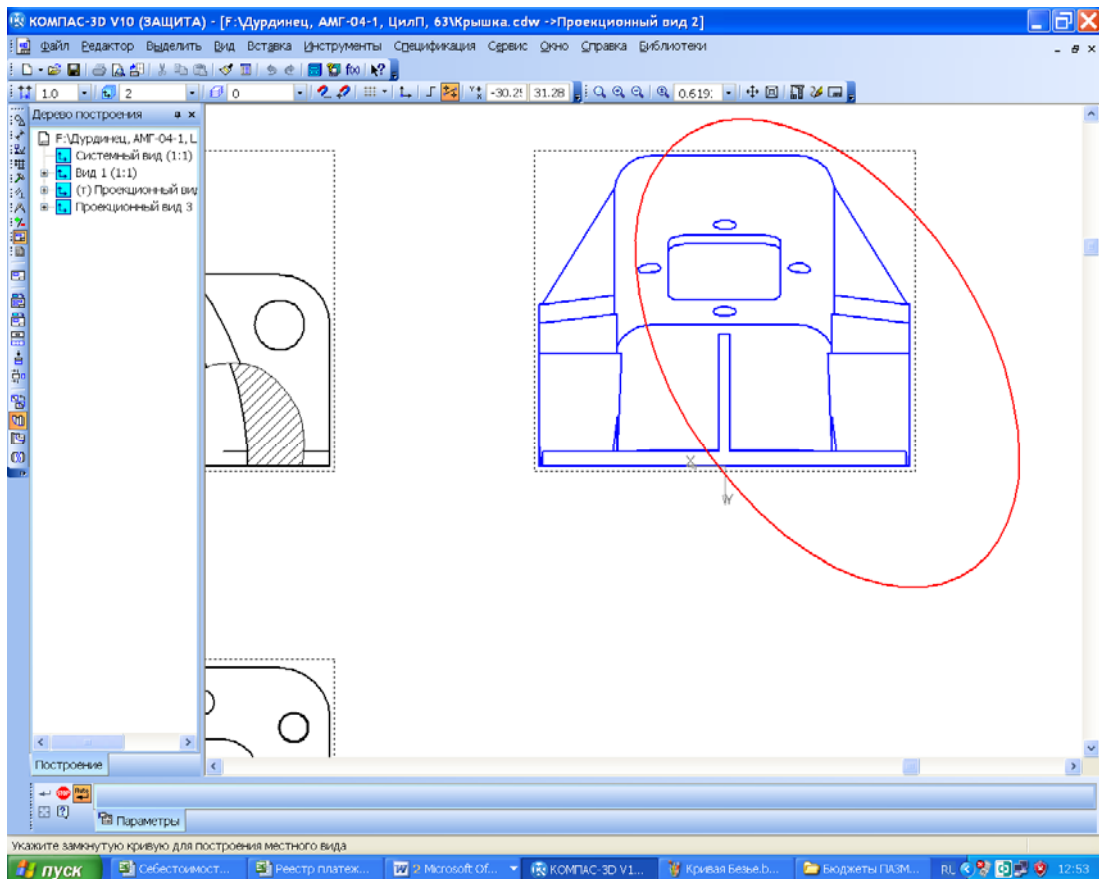 КОМПАС-3D V10 (ЗАЩИТА) - [F:\Дурдинец, АМГ-04-1, ЦилП, 63\Крышка.cdw ->Проекционный вид 2]
Файл Редактор Выделить Вид Вставка Инструменты Спецификация Сервис Окно Справка Библиотеки
1.0 2 0 -30.25 31.28 0.619:
Дерево построения
F:\Дурдинец, АМГ-04-1, L
Системный вид (1:1)
Вид 1 (1:1)
(т) Проекционный вид
Проекционный вид 3
X
Y
Построение
STOP Auto
Параметры
Укажите замкнутую кривую для построения местного вида
пуск Себестоимост... Реестр платеж... 2 Microsoft Of... КОМПАС-3D V1... Кривая Безье.b... Бюджеты ПАЗМ... RL 12:53